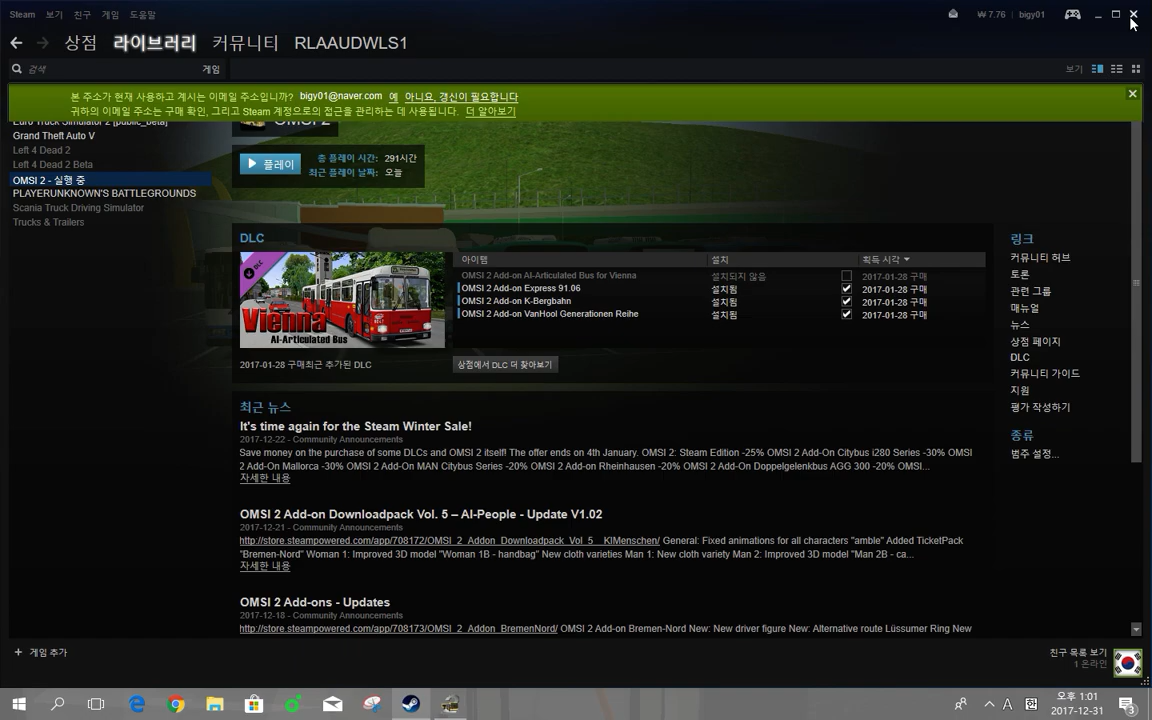 Steam 보기 친구 게임 도움말
₩ 7.76 bigy01
상점 라이브러리 커뮤니티 RLAAUDWLS1
검색 게임
보기
본 주소가 현재 사용하고 계시는 이메일 주소입니까? bigy01@naver.com 예 아니요, 갱신이 필요합니다
귀하의 이메일 주소는 구매 확인, 그리고 Steam 계정으로의 접근을 관리하는 데 사용됩니다. 더 알아보기
Euro Truck Simulator 2 [public_beta]
Grand Theft Auto V
Left 4 Dead 2
Left 4 Dead 2 Beta
OMSI 2 - 실행 중
PLAYERUNKNOWN'S BATTLEGROUNDS
Scania Truck Driving Simulator
Trucks & Trailers
OMSI 2
플레이
총 플레이 시간: 291시간
최근 플레이 날짜: 오늘
DLC
아이템 설치 획득 시각
OMSI 2 Add-on AI-Articulated Bus for Vienna 설치되지 않음 2017-01-28 구매
OMSI 2 Add-on Express 91.06 설치됨 2017-01-28 구매
OMSI 2 Add-on K-Bergbahn 설치됨 2017-01-28 구매
OMSI 2 Add-on VanHool Generationen Reihe 설치됨 2017-01-28 구매
DLC
Vienna
AI-Articulated Bus
2017-01-28 구매최근 추가된 DLC
상점에서 DLC 더 찾아보기
최근 뉴스
It's time again for the Steam Winter Sale!
2017-12-22 - Community Announcements
Save money on the purchase of some DLCs and OMSI 2 itself! The offer ends on 4th January. OMSI 2: Steam Edition -25% OMSI 2 Add-On Citybus i280 Series -30% OMSI
2 Add-On Mallorca -30% OMSI 2 Add-On MAN Citybus Series -20% OMSI 2 Add-on Rheinhausen -20% OMSI 2 Add-On Doppelgelenkbus AGG 300 -20% OMSI...
자세한 내용
OMSI 2 Add-on Downloadpack Vol. 5 – AI-People - Update V1.02
2017-12-21 - Community Announcements
http://store.steampowered.com/app/708172/OMSI_2_Addon_Downloadpack_Vol_5__KIMenschen/ General: Fixed animations for all characters "amble" Added TicketPack
"Bremen-Nord" Woman 1: Improved 3D model "Woman 1B - handbag" New cloth varieties Man 1: New cloth variety Man 2: Improved 3D model "Man 2B - ca...
자세한 내용
OMSI 2 Add-ons - Updates
2017-12-18 - Community Announcements
http://store.steampowered.com/app/708173/OMSI_2_Addon_BremenNord/ OMSI 2 Add-on Bremen-Nord New: New driver figure New: Alternative route Lüssumer Ring New
링크
커뮤니티 허브
토론
관련 그룹
매뉴얼
뉴스
상점 페이지
DLC
커뮤니티 가이드
지원
평가 작성하기
종류
범주 설정...
+ 게임 추가
친구 목록 보기
1 온라인
A 한
오후 1:01
2017-12-31
3